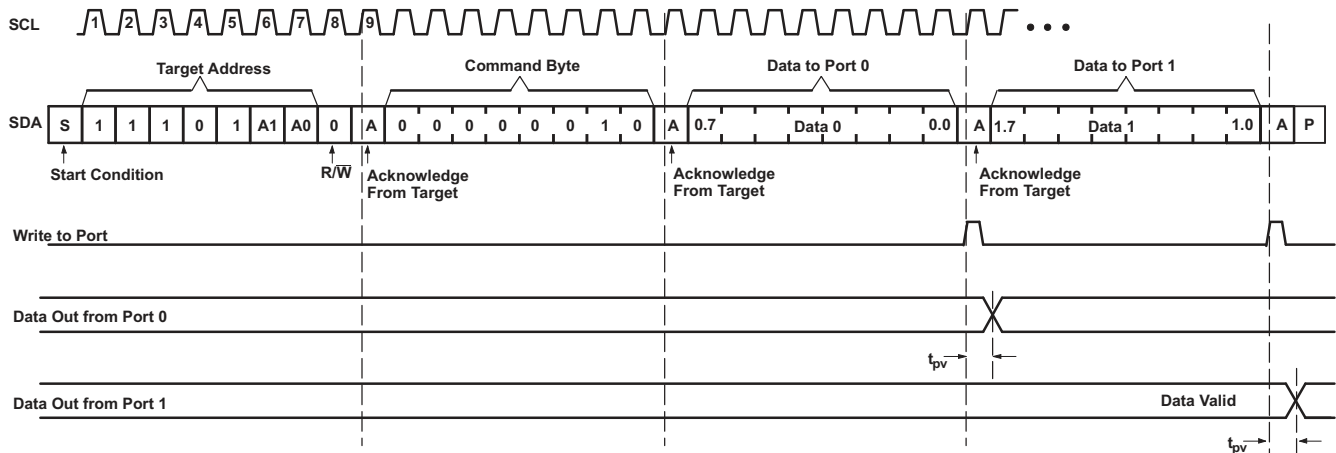 SCL 1 2 3 4 5 6 7 8 9 • • •
Target Address Command Byte Data to Port 0 Data to Port 1
SDA S 1 1 1 0 1 A1 A0 0 A 0 0 0 0 0 0 1 0 A 0.7 Data 0 0.0 A 1.7 Data 1 1.0 A P
Start Condition R/W̅ Acknowledge From Target Acknowledge From Target Acknowledge From Target
Write to Port
Data Out from Port 0
tpv
Data Out from Port 1 Data Valid
tpv